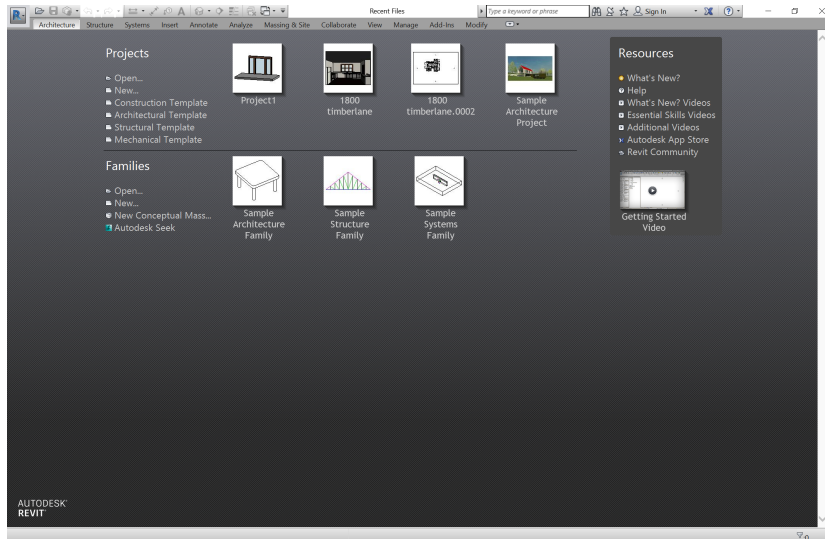 Recent Files
Type a keyword or phrase
Sign In
Architecture Structure Systems Insert Annotate Analyze Massing & Site Collaborate View Manage Add-Ins Modify
Projects
Open...
New...
Construction Template
Architectural Template
Structural Template
Mechanical Template
Project1
1800
timberlane
1800
timberlane.0002
Sample
Architecture
Project
Families
Open...
New...
New Conceptual Mass...
Autodesk Seek
Sample
Architecture
Family
Sample
Structure
Family
Sample
Systems
Family
Resources
What's New?
Help
What's New? Videos
Essential Skills Videos
Additional Videos
Autodesk App Store
Revit Community
Getting Started
Video
AUTODESK®
REVIT®
:0